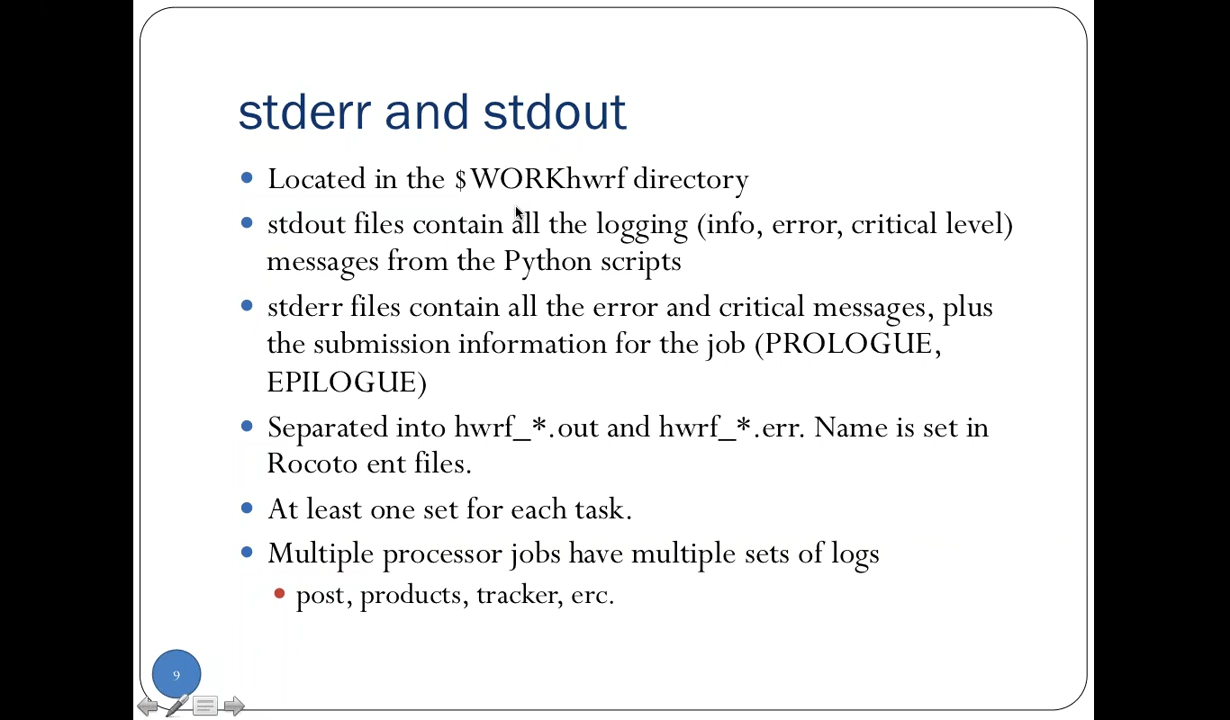 stderr and stdout
Located in the $WORKhwrf directory
stdout files contain all the logging (info, error, critical level)
messages from the Python scripts
stderr files contain all the error and critical messages, plus
the submission information for the job (PROLOGUE,
EPILOGUE)
Separated into hwrf_*.out and hwrf_*.err. Name is set in
Rocoto ent files.
At least one set for each task.
Multiple processor jobs have multiple sets of logs
post, products, tracker, erc.
9